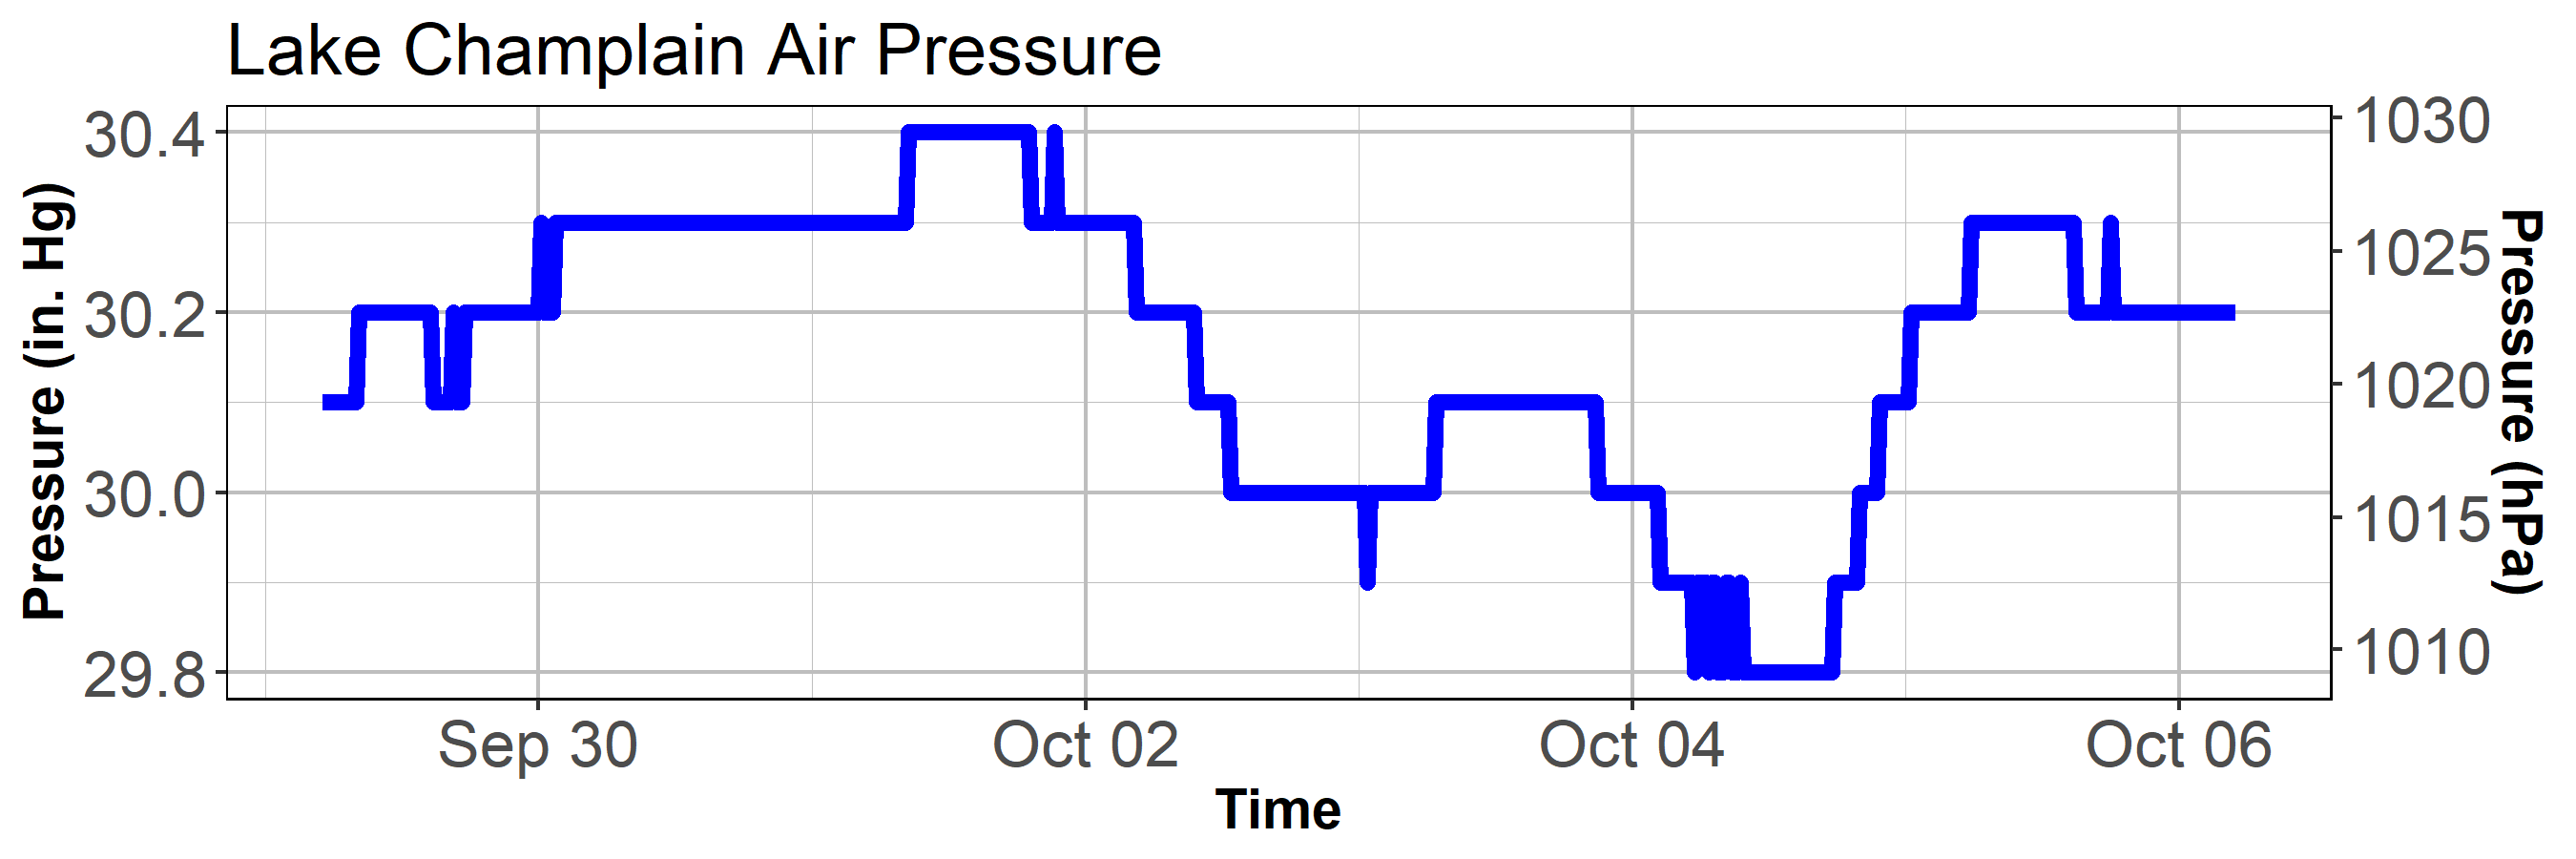 Lake Champlain Air Pressure
Pressure (in. Hg)
30.4
30.2
30.0
29.8
1030
1025
1020
1015
1010
Pressure (hPa)
Sep 30
Oct 02
Oct 04
Oct 06
Time